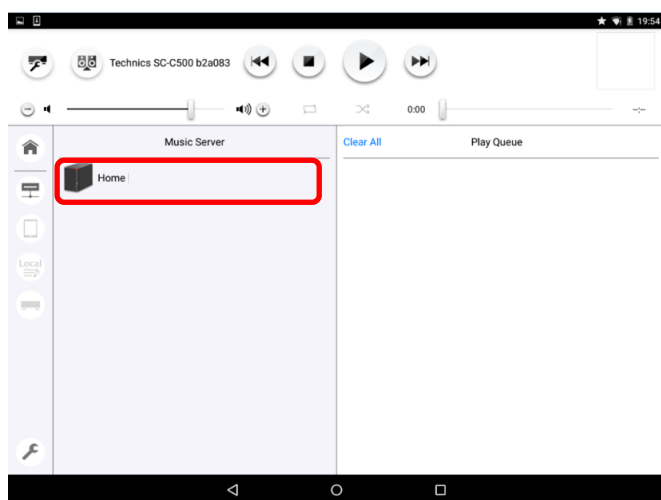 19:54
Technics SC-C500 b2a083
0:00
--:--
Music Server
Clear All
Play Queue
Home
Local